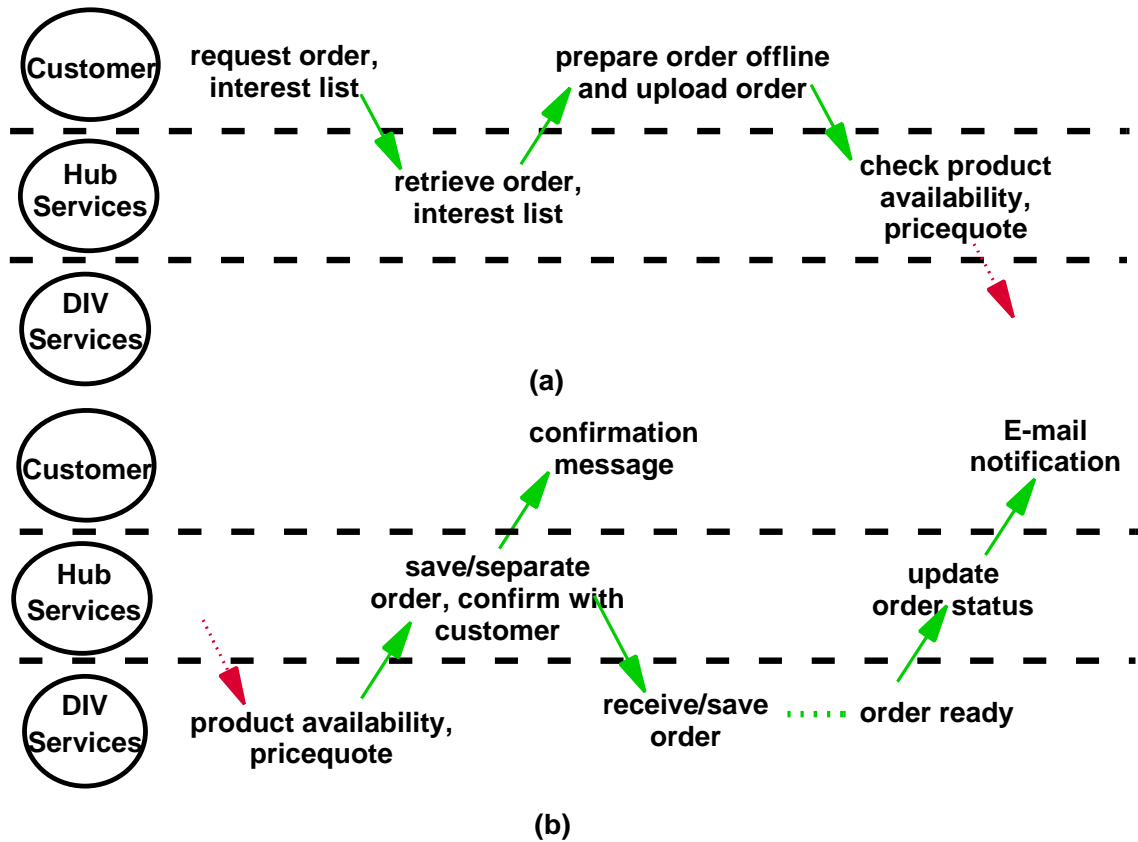 Customer
request order,
interest list
prepare order offline
and upload order
Hub
Services
retrieve order,
interest list
check product
availability,
pricequote
DIV
Services
(a)
Customer
confirmation
message
E-mail
notification
Hub
Services
save/separate
order, confirm with
customer
update
order status
DIV
Services
product availability,
pricequote
receive/save
order
order ready
(b)